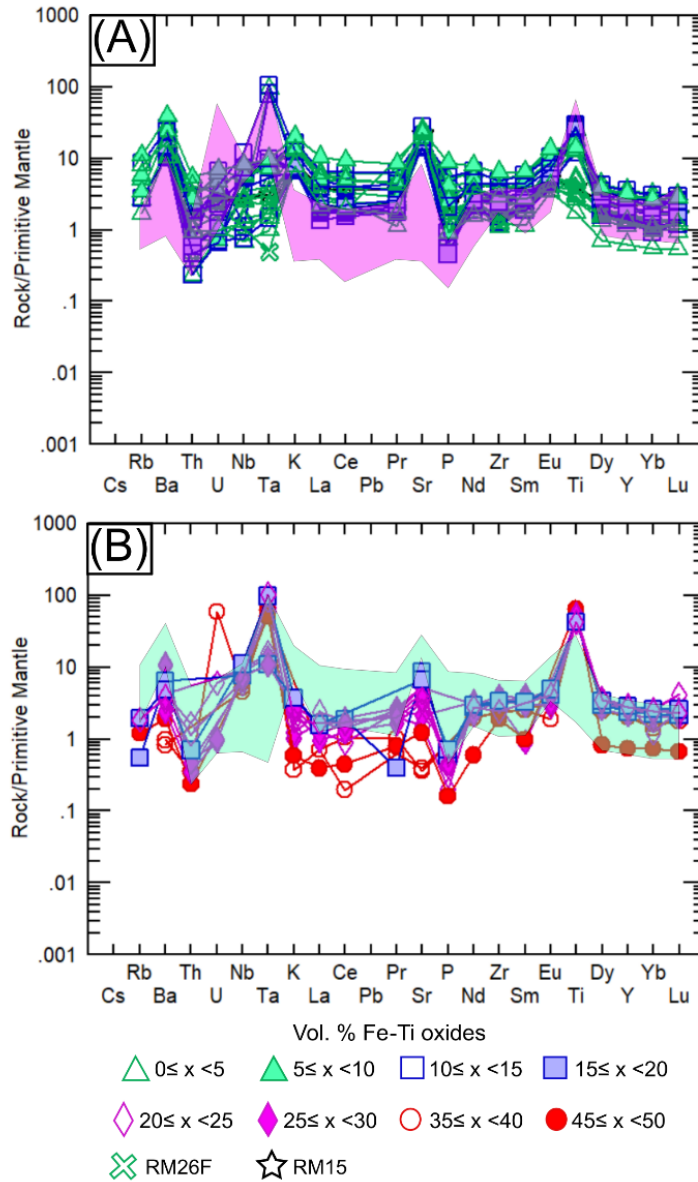 (A)
1000
100
10
1
.1
.01
.001
Rock/Primitive Mantle
Rb Th Nb K Ce Pr P Zr Eu Dy Yb
Cs Ba U Ta La Pb Sr Nd Sm Ti Y Lu
(B)
1000
100
10
1
.1
.01
.001
Rock/Primitive Mantle
Rb Th Nb K Ce Pr P Zr Eu Dy Yb
Cs Ba U Ta La Pb Sr Nd Sm Ti Y Lu
Vol. % Fe-Ti oxides
0≤ x <5 5≤ x <10 10≤ x <15 15≤ x <20
20≤ x <25 25≤ x <30 35≤ x <40 45≤ x <50
RM26F RM15